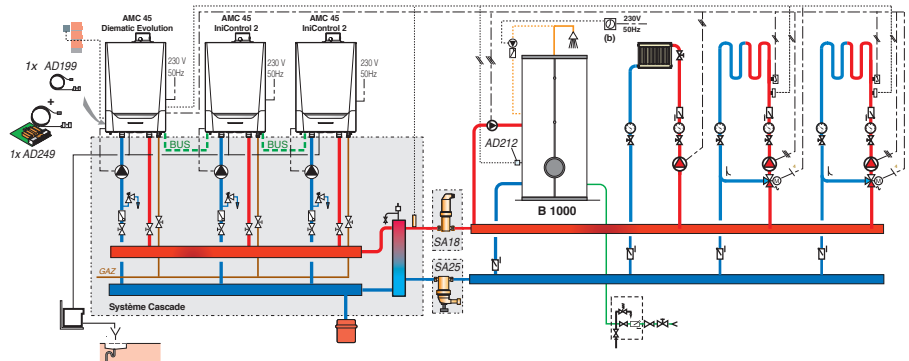 AMC 45
Diematic Evolution
AMC 45
IniControl 2
AMC 45
IniControl 2
230V
50Hz
(b)
1x AD199
+
1x AD249
230 V
50Hz
230 V
50Hz
230 V
50Hz
BUS
BUS
AD212
B 1000
SA18
SA25
GAZ
Système Cascade
M
M